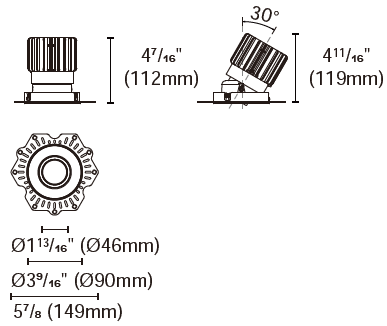 30°
4⁷/₁₆"
(112mm)
4¹¹/₁₆"
(119mm)
Ø1¹³/₁₆" (Ø46mm)
Ø3⁹/₁₆" (Ø90mm)
5⁷/₈ (149mm)